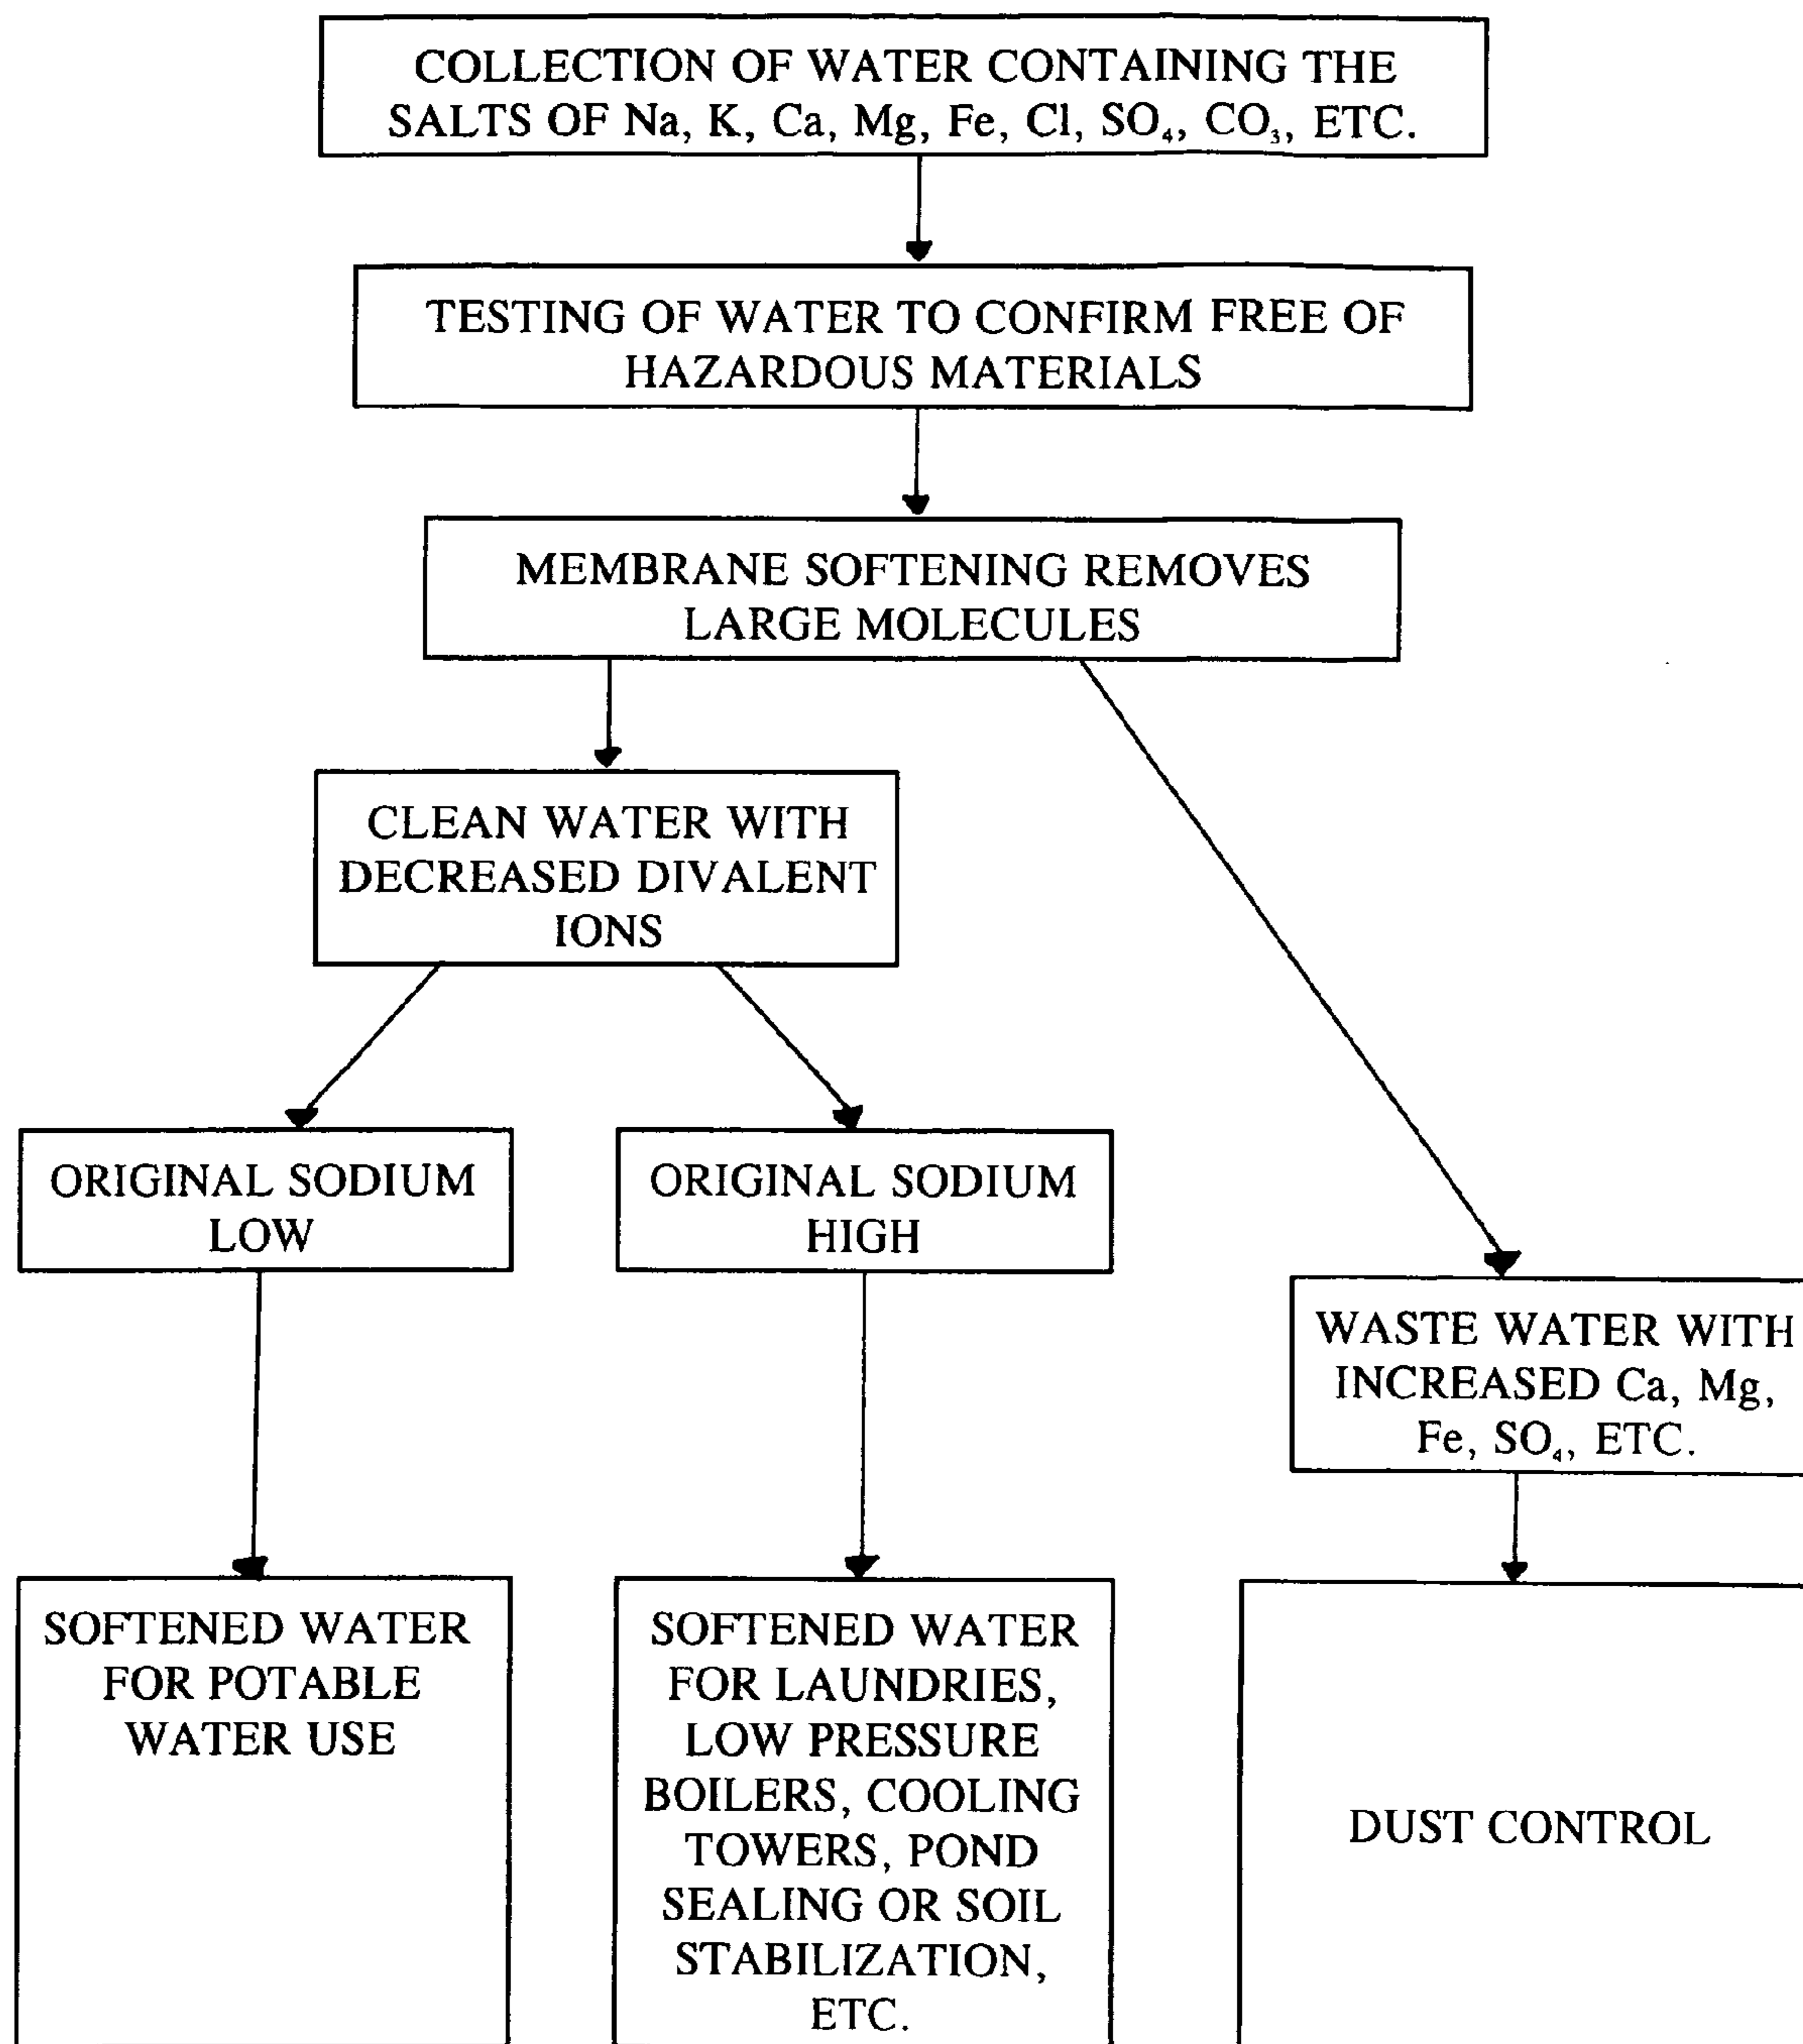 COLLECTION OF WATER CONTAINING THE
SALTS OF Na, K, Ca, Mg, Fe, Cl, SO₄, CO₃, ETC.
TESTING OF WATER TO CONFIRM FREE OF
HAZARDOUS MATERIALS
MEMBRANE SOFTENING REMOVES
LARGE MOLECULES
CLEAN WATER WITH
DECREASED DIVALENT
IONS
ORIGINAL SODIUM
LOW
ORIGINAL SODIUM
HIGH
WASTE WATER WITH
INCREASED Ca, Mg,
Fe, SO₄, ETC.
SOFTENED WATER
FOR POTABLE
WATER USE
SOFTENED WATER
FOR LAUNDRIES,
LOW PRESSURE
BOILERS, COOLING
TOWERS, POND
SEALING OR SOIL
STABILIZATION,
ETC.
DUST CONTROL